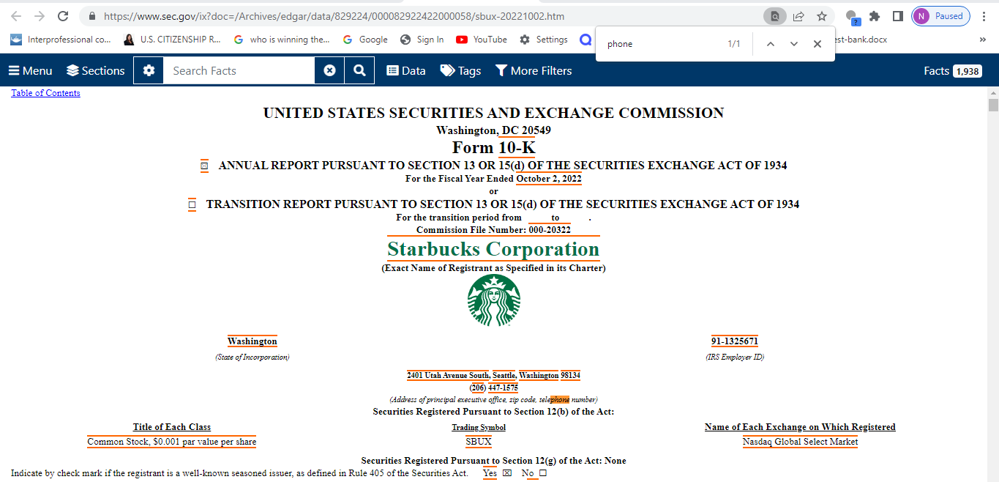 https://www.sec.gov/ix?doc=/Archives/edgar/data/829224/000082922422000058/sbux-20221002.htm
N Paused
Interprofessional co... U.S. CITIZENSHIP R... who is winning the... Google Sign In YouTube Settings est-bank.docx »
phone 1/1
Menu Sections Search Facts Data Tags More Filters Facts 1,938
Table of Contents
UNITED STATES SECURITIES AND EXCHANGE COMMISSION
Washington, DC 20549
Form 10-K
☒ ANNUAL REPORT PURSUANT TO SECTION 13 OR 15(d) OF THE SECURITIES EXCHANGE ACT OF 1934
For the Fiscal Year Ended October 2, 2022
or
☐ TRANSITION REPORT PURSUANT TO SECTION 13 OR 15(d) OF THE SECURITIES EXCHANGE ACT OF 1934
For the transition period from to .
Commission File Number: 000-20322
Starbucks Corporation
(Exact Name of Registrant as Specified in its Charter)
Washington 91-1325671
(State of Incorporation) (IRS Employer ID)
2401 Utah Avenue South, Seattle, Washington 98134
(206) 447-1575
(Address of principal executive office, zip code, telephone number)
Securities Registered Pursuant to Section 12(b) of the Act:
Title of Each Class Trading Symbol Name of Each Exchange on Which Registered
Common Stock, $0.001 par value per share SBUX Nasdaq Global Select Market
Securities Registered Pursuant to Section 12(g) of the Act: None
Indicate by check mark if the registrant is a well-known seasoned issuer, as defined in Rule 405 of the Securities Act. Yes ☒ No ☐